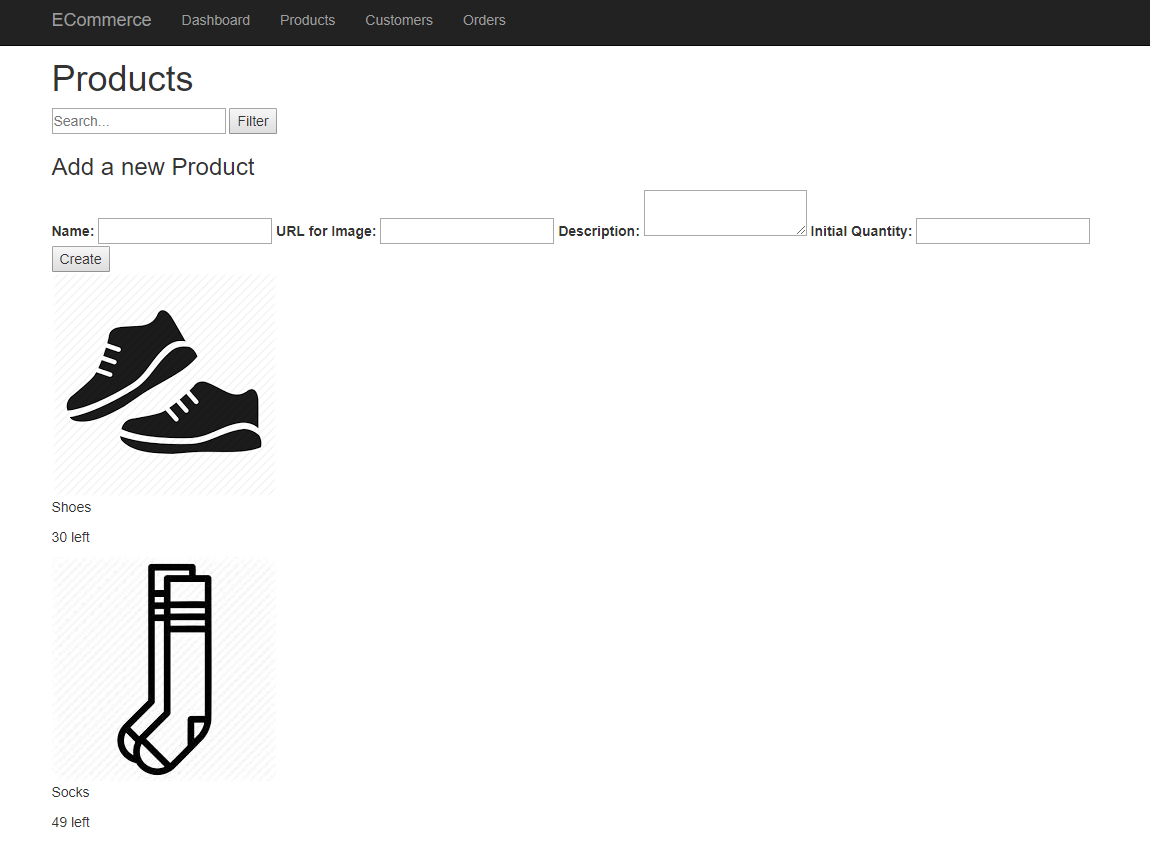 ECommerce Dashboard Products Customers Orders
Products
Search... Filter
Add a new Product
Name: URL for Image: Description: Initial Quantity:
Create
Shoes
30 left
Socks
49 left